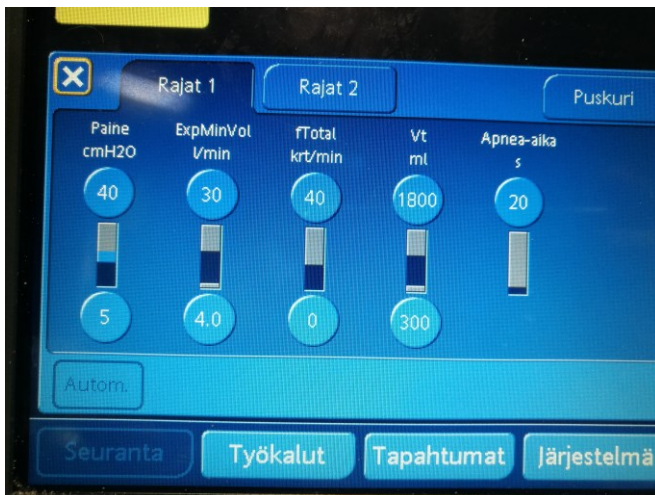 Rajat 1
Rajat 2
Puskuri
Paine
cmH2O
ExpMinVol
l/min
fTotal
krt/min
Vt
ml
Apnea-aika
s
40
30
40
1800
20
5
4.0
0
300
Autom.
Seuranta
Työkalut
Tapahtumat
Järjestelmä